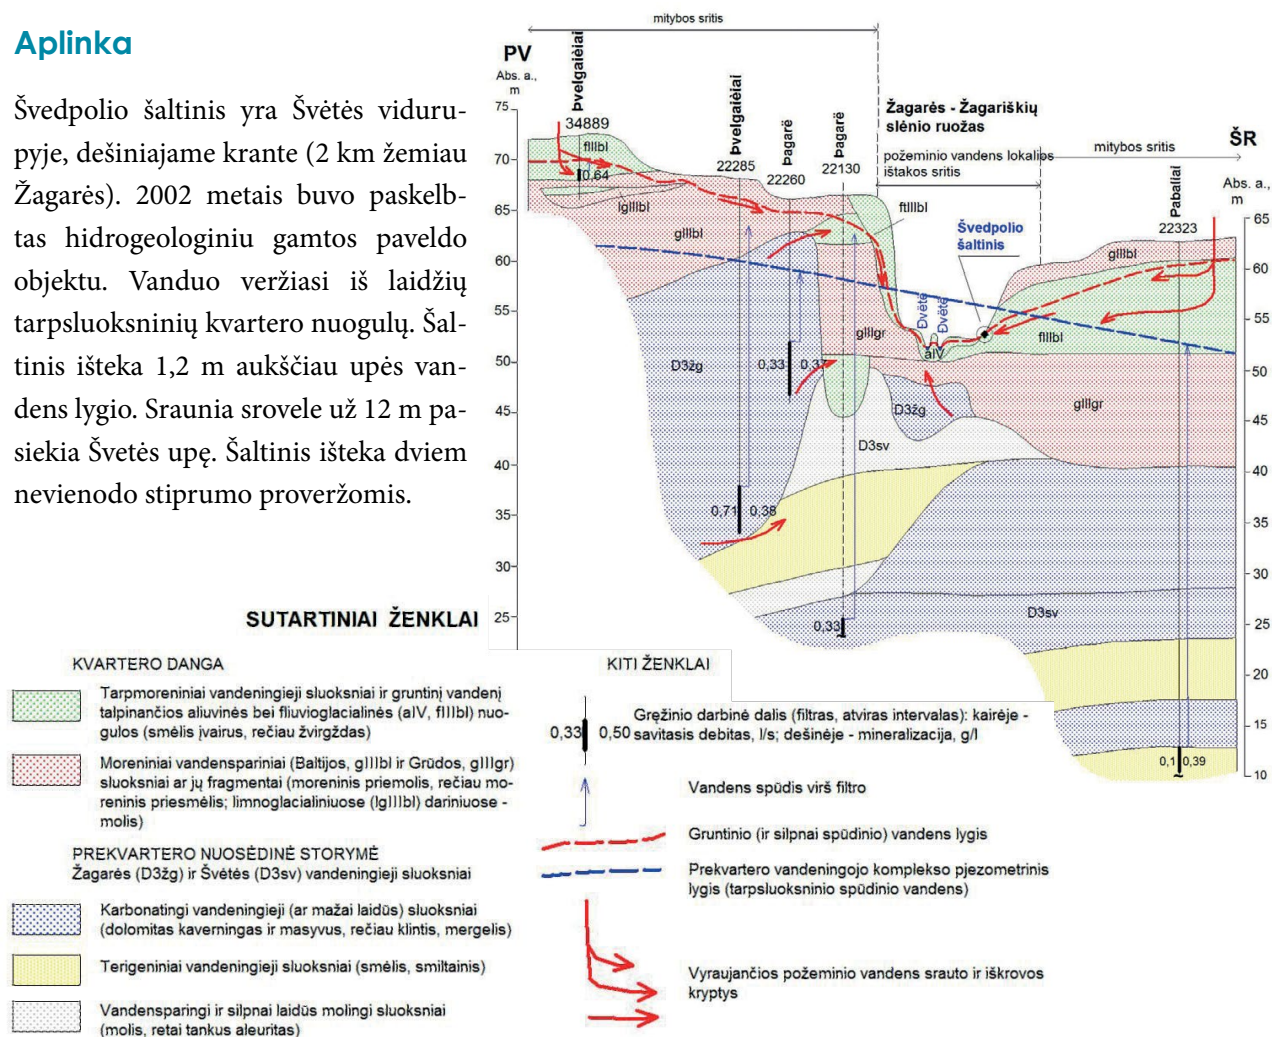 Aplinka
Švedpolio šaltinis yra Švėtės viduru-
pyje, dešiniajame krante (2 km žemiau
Žagarės). 2002 metais buvo paskelb-
tas hidrogeologiniu gamtos paveldo
objektu. Vanduo veržiasi iš laidžių
tarpsluoksninių kvartero nuogulų. Šal-
tinis išteka 1,2 m aukščiau upės van-
dens lygio. Sraunia srovele už 12 m pa-
siekia Švetės upę. Šaltinis išteka dviem
nevienodo stiprumo proveržomis.
mitybos sritis
PV
Abs. a.,
m
75
70
65
60
55
50
45
40
35
30
25
Þvelgaièiai
34889
Þvelgaièiai
22285
Þagarë
22260
Þagarë
22130
Žagarės - Žagariškių
slėnio ruožas
požeminio vandens lokalios
ištakos sritis
mitybos sritis
ŠR
Abs. a.,
m
65
60
55
50
45
40
35
30
25
20
15
10
Pabaliai
22323
Švedpolio
šaltinis
Ðvëtë
Ðvëtë
fIIIbl
0,64
lgIIIbl
gIIIbl
ftIIIbl
gIIIbl
fIIIbl
gIIIgr
aIV
gIIIgr
D3žg
0,33 0,37
D3žg
D3sv
0,71 0,38
0,33
D3sv
0,1 0,39
SUTARTINIAI ŽENKLAI
KVARTERO DANGA
Tarpmoreniniai vandeningieji sluoksniai ir gruntinį vandenį
talpinančios aliuvinės bei fliuvioglacialinės (aIV, fIIIbl) nuo-
gulos (smėlis įvairus, rečiau žvirgždas)
Moreniniai vandenspariniai (Baltijos, gIIIbl ir Grūdos, gIIIgr)
sluoksniai ar jų fragmentai (moreninis priemolis, rečiau mo-
reninis priesmėlis; limnoglacialiniuose (lgIIIbl) dariniuose -
molis)
PREKVARTERO NUOSĖDINĖ STORYMĖ
Žagarės (D3žg) ir Švėtės (D3sv) vandeningieji sluoksniai
Karbonatingi vandeningieji (ar mažai laidūs) sluoksniai
(dolomitas kaverningas ir masyvus, rečiau klintis, mergelis)
Terigeniniai vandeningieji sluoksniai (smėlis, smiltainis)
Vandensparingi ir silpnai laidūs molingi sluoksniai
(molis, retai tankus aleuritas)
KITI ŽENKLAI
0,33 0,50
Gręžinio darbinė dalis (filtras, atviras intervalas): kairėje -
savitasis debitas, l/s; dešinėje - mineralizacija, g/l
Vandens spūdis virš filtro
Gruntinio (ir silpnai spūdinio) vandens lygis
Prekvartero vandeningojo komplekso pjezometrinis
lygis (tarpsluoksninio spūdinio vandens)
Vyraujančios požeminio vandens srauto ir iškrovos
kryptys